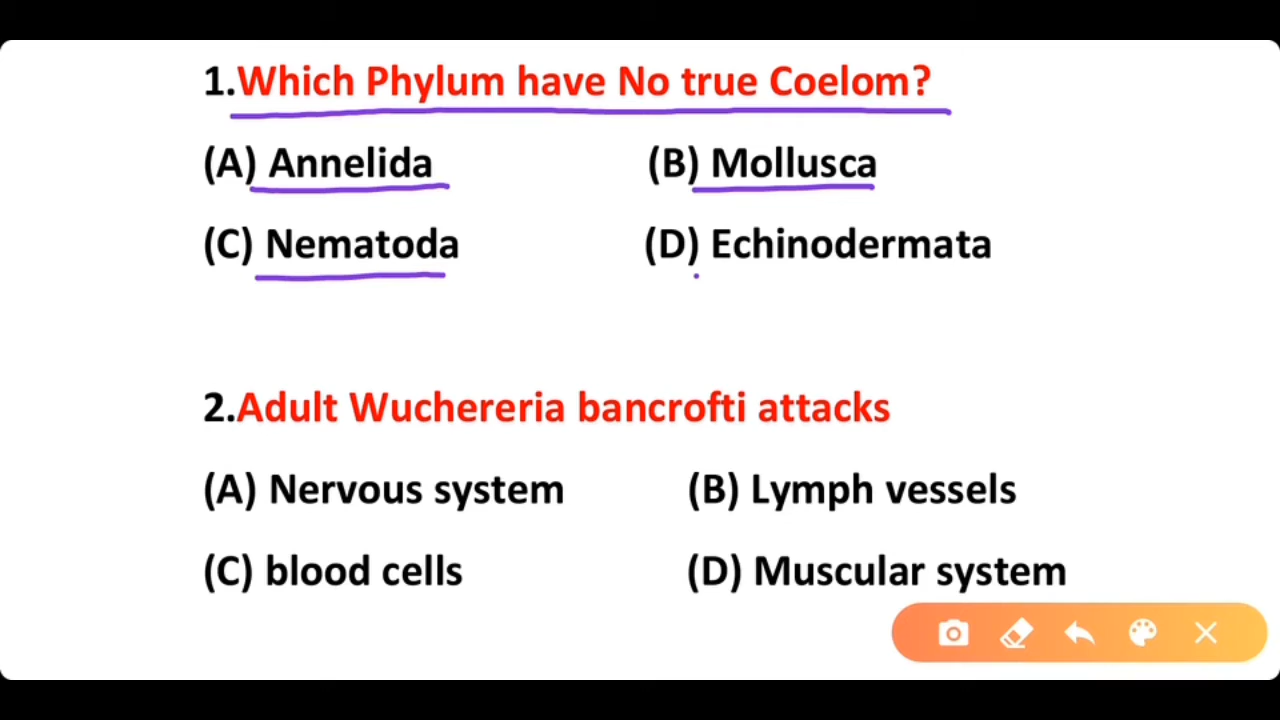 1.Which Phylum have No true Coelom?
(A) Annelida (B) Mollusca
(C) Nematoda (D) Echinodermata
2.Adult Wuchereria bancrofti attacks
(A) Nervous system (B) Lymph vessels
(C) blood cells (D) Muscular system